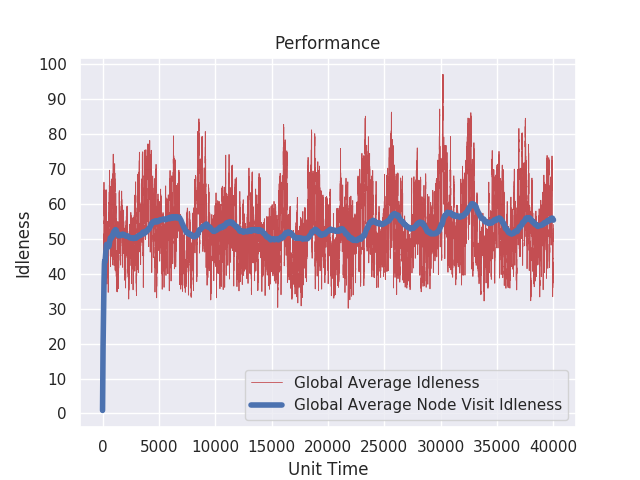 Performance
100
90
80
70
60
50
40
30
20
10
0
Idleness
Global Average Idleness
Global Average Node Visit Idleness
0 5000 10000 15000 20000 25000 30000 35000 40000
Unit Time